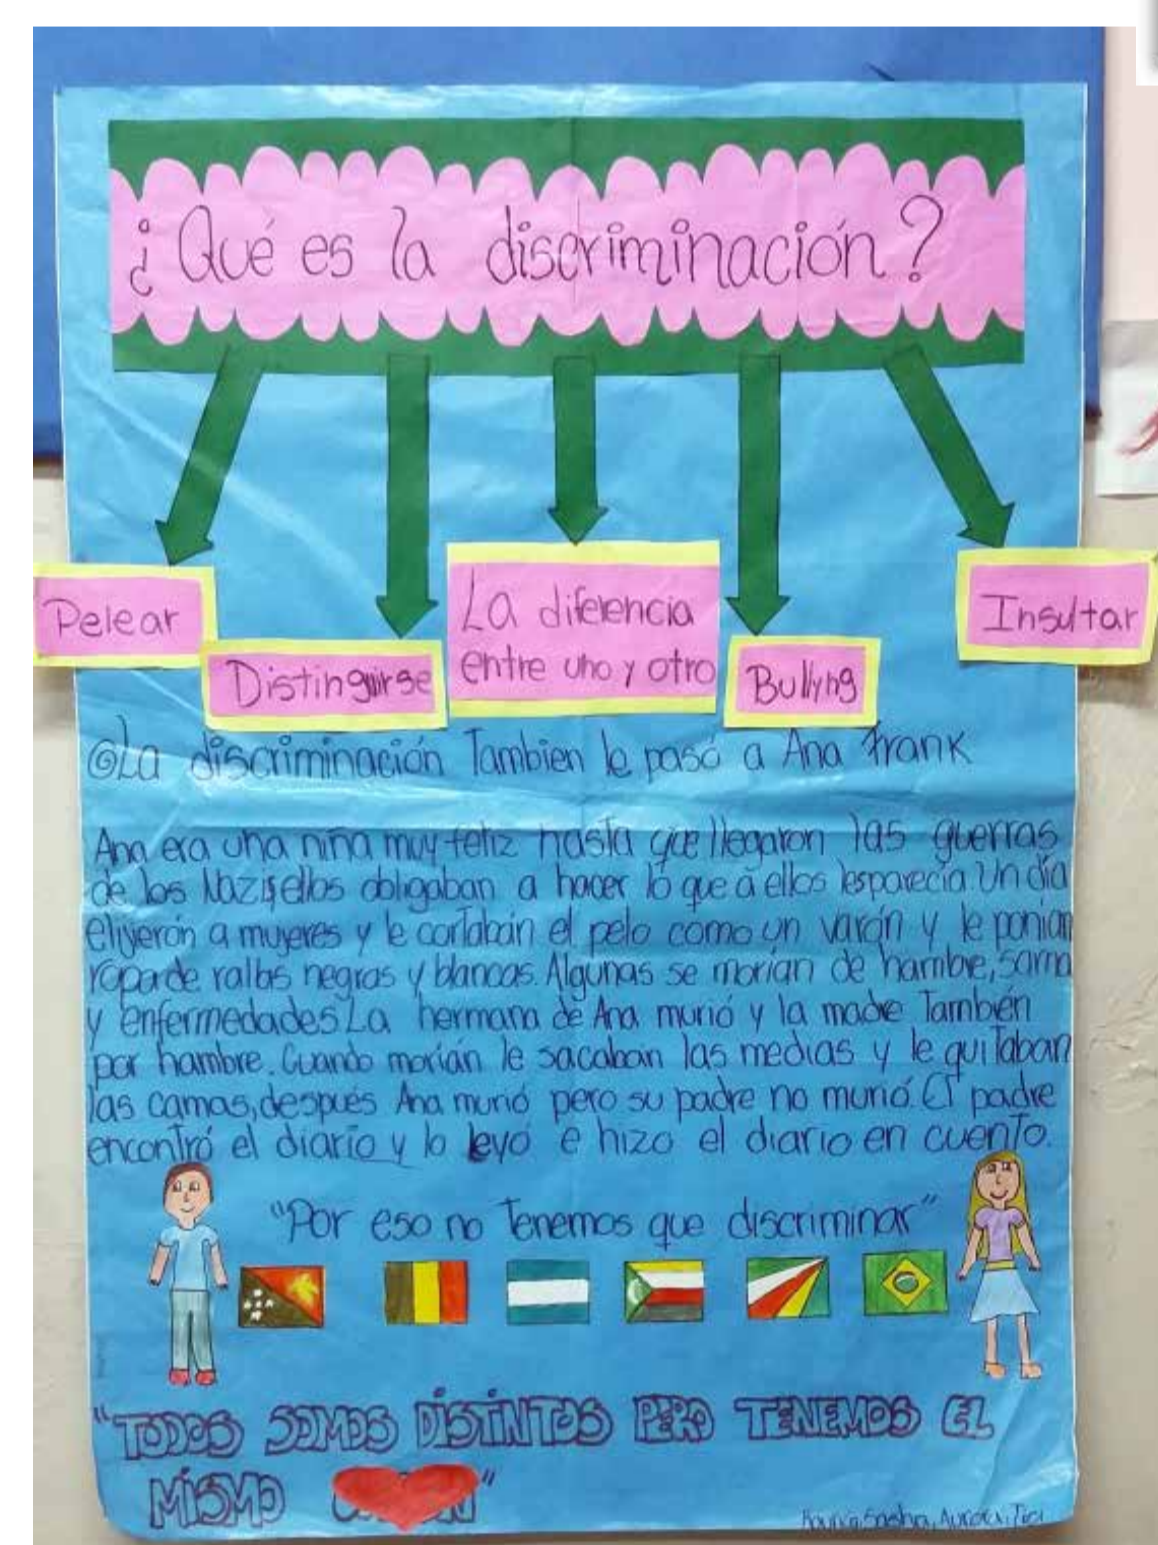 ¿Qué es la discriminación?
Pelear
Distinguirse
La diferencia
entre uno y otro
Bullyng
Insultar
La discriminación Tambien le pasó a Ana Frank
Ana era una niña muy feliz hasta que llegaron las guerras
de los Nazis, ellos obligaban a hacer lo que a ellos les parecía. Un día
eligieron a mujeres y le cortaban el pelo como un varón y le ponían
ropa de rallas negras y blancas. Algunas se morían de hambre, sarna
y enfermedades. La hermana de Ana murió y la madre También
por hambre. Cuando morían le sacaban las medias y le quitaban
las camas, después Ana murió pero su padre no murió. El padre
encontró el diario y lo leyó e hizo el diario en cuento.
"Por eso no Tenemos que discriminar"
"TODOS SOMOS DISTINTOS PERO TENEMOS EL
MISMO "
Sasha, Aurora, Tici